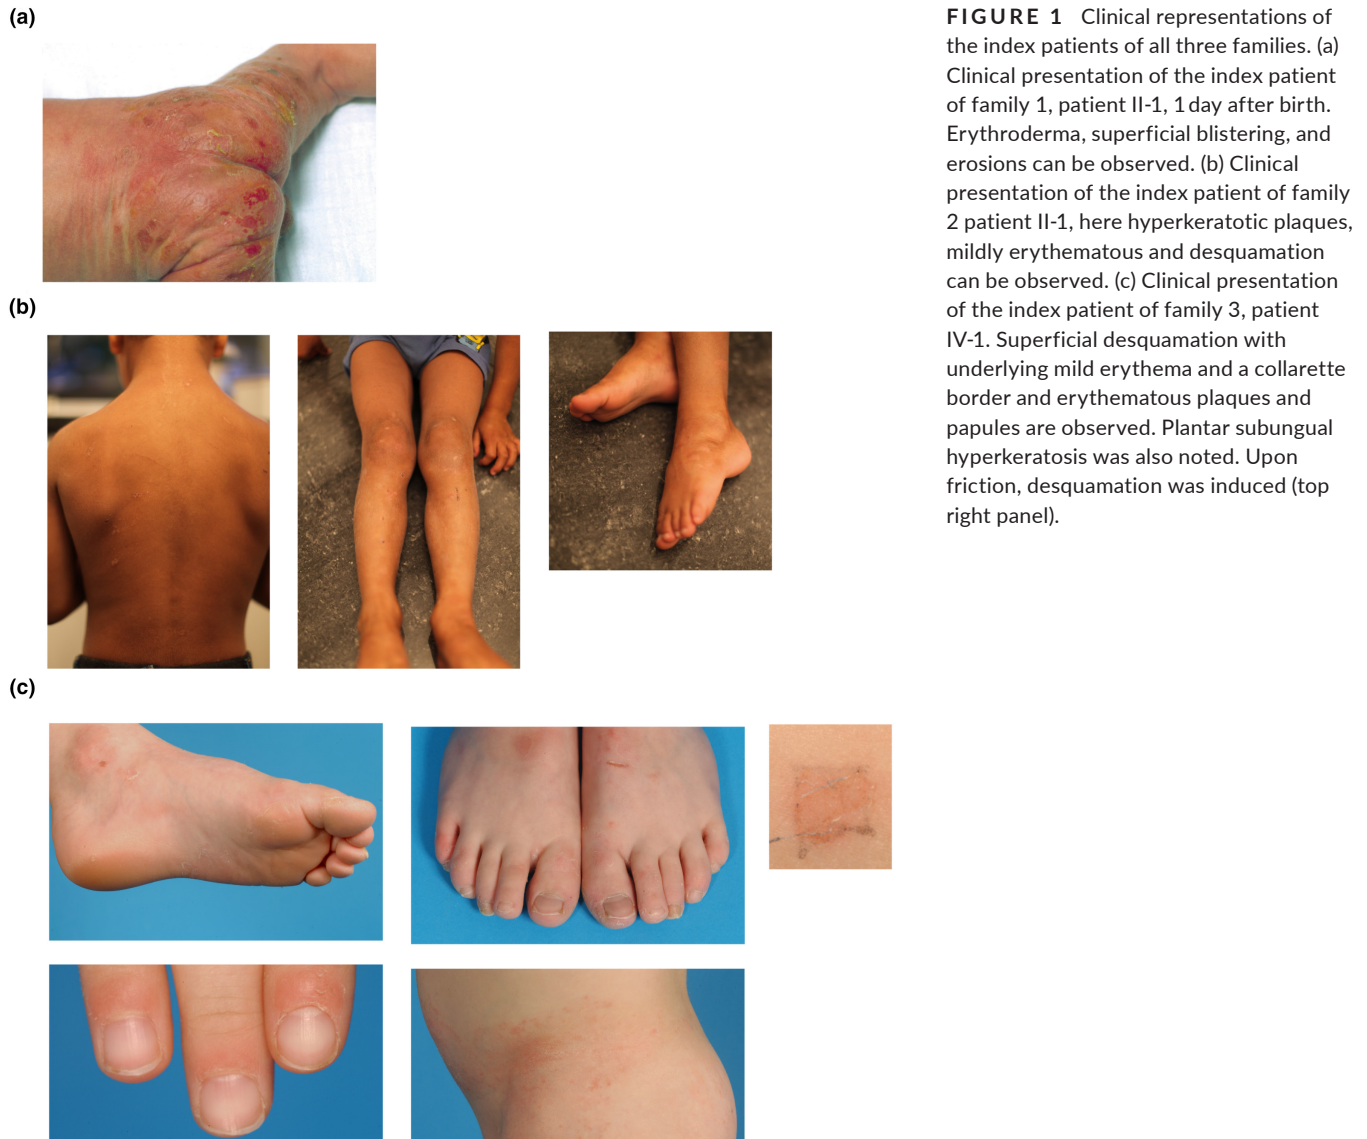 (a)
(b)
(c)
FIGURE 1 Clinical representations of
the index patients of all three families. (a)
Clinical presentation of the index patient
of family 1, patient II-1, 1 day after birth.
Erythroderma, superficial blistering, and
erosions can be observed. (b) Clinical
presentation of the index patient of family
2 patient II-1, here hyperkeratotic plaques,
mildly erythematous and desquamation
can be observed. (c) Clinical presentation
of the index patient of family 3, patient
IV-1. Superficial desquamation with
underlying mild erythema and a collarette
border and erythematous plaques and
papules are observed. Plantar subungual
hyperkeratosis was also noted. Upon
friction, desquamation was induced (top
right panel).